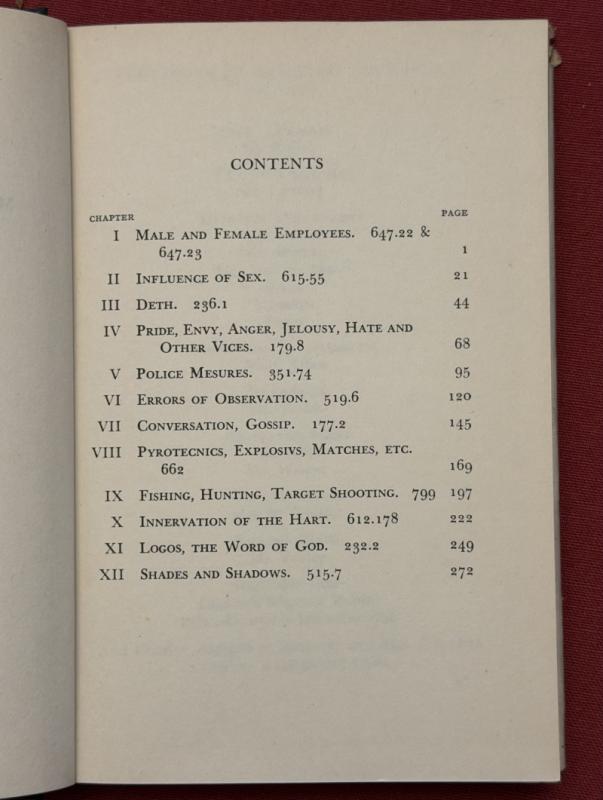 CONTENTS
CHAPTER PAGE
I Male and Female Employees. 647.22 &
647.23 1
II Influence of Sex. 615.55 21
III Deth. 236.1 44
IV Pride, Envy, Anger, Jelousy, Hate and
Other Vices. 179.8 68
V Police Mesures. 351.74 95
VI Errors of Observation. 519.6 120
VII Conversation, Gossip. 177.2 145
VIII Pyrotecnics, Explosivs, Matches, etc.
662 169
IX Fishing, Hunting, Target Shooting. 799 197
X Innervation of the Hart. 612.178 222
XI Logos, the Word of God. 232.2 249
XII Shades and Shadows. 515.7 272